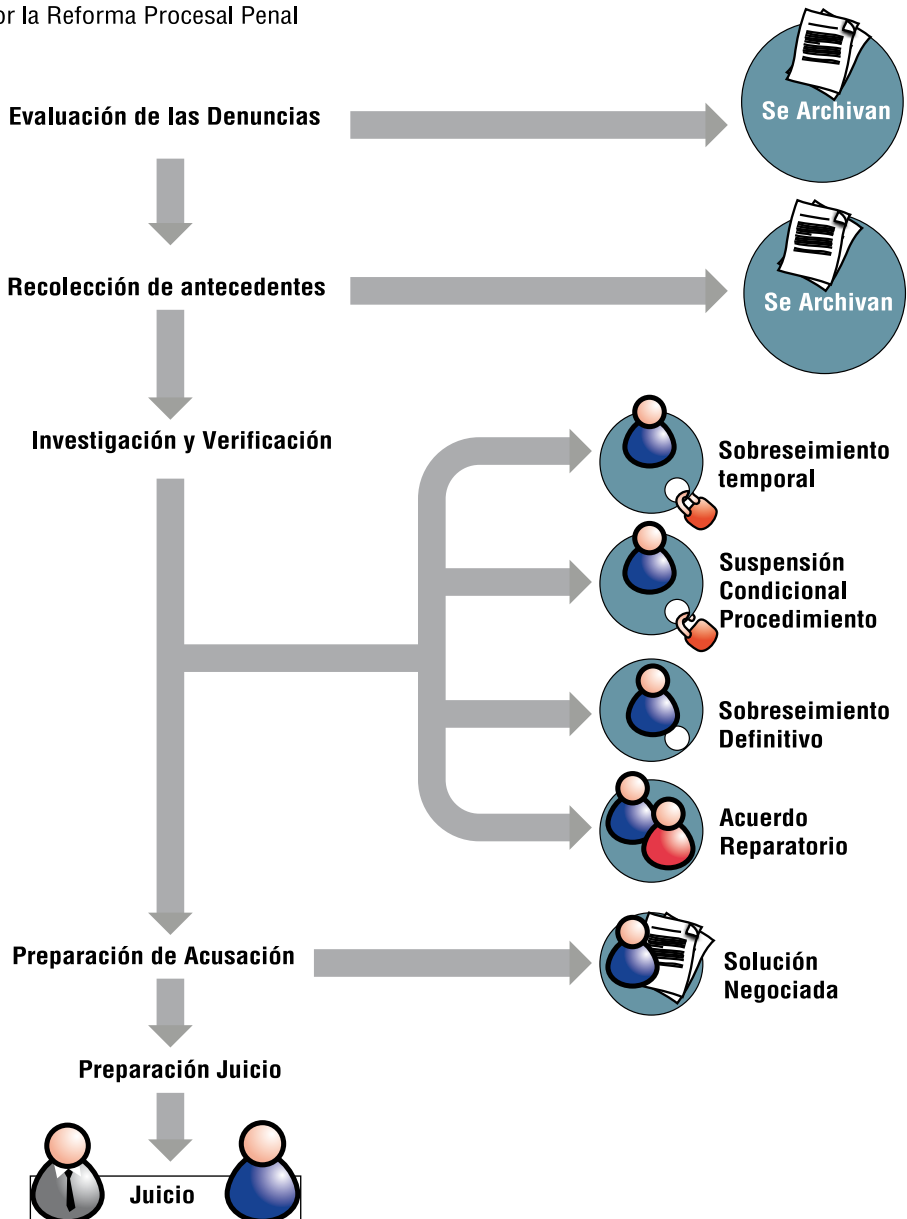 or la Reforma Procesal Penal
Evaluación de las Denuncias
Se Archivan
Recolección de antecedentes
Se Archivan
Investigación y Verificación
Sobreseimiento
temporal
Suspensión
Condicional
Procedimiento
Sobreseimiento
Definitivo
Acuerdo
Reparatorio
Preparación de Acusación
Solución
Negociada
Preparación Juicio
Juicio